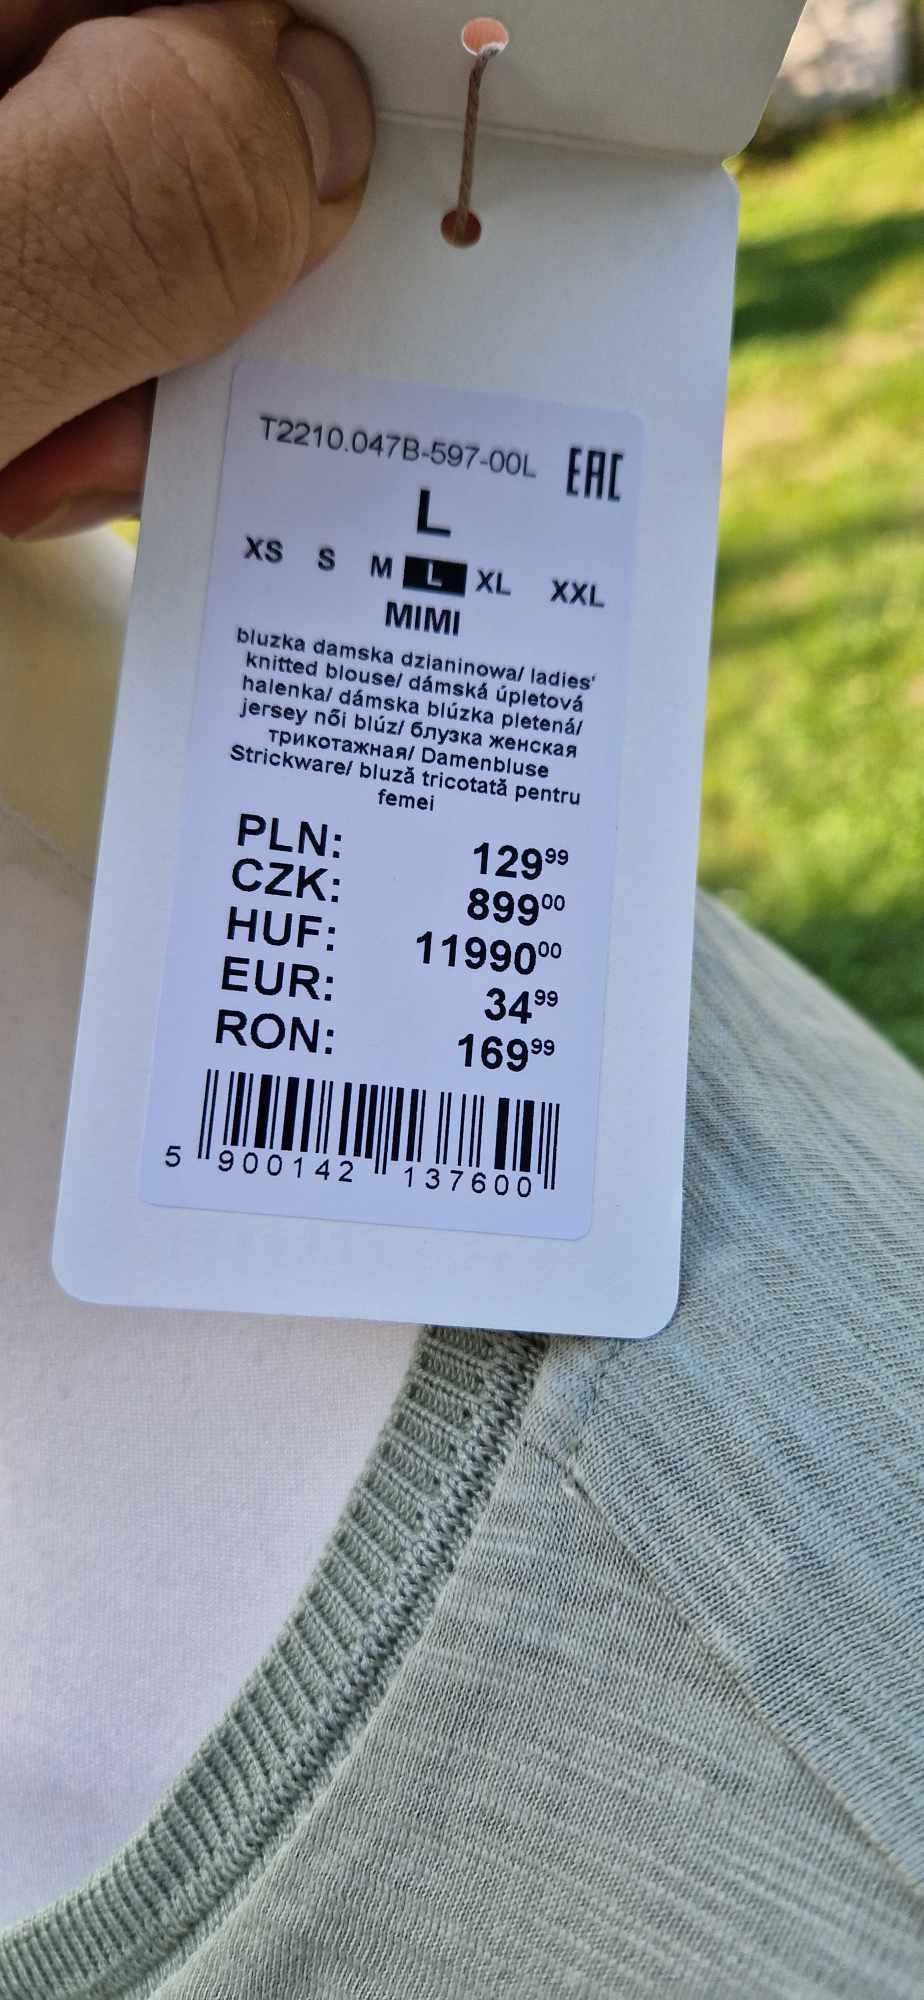 T2210.047B-597-00L EAC
L
XS S M L XL XXL
MIMI
bluzka damska dzianinowa/ ladies'
knitted blouse/ dámská úpletová
halenka/ dámska blúzka pletená/
jersey női blúz/ блузка женская
трикотажная/ Damenbluse
Strickware/ bluză tricotată pentru
femei
PLN: 129⁹⁹
CZK: 899⁰⁰
HUF: 11990⁰⁰
EUR: 34⁹⁹
RON: 169⁹⁹
5 900142 137600